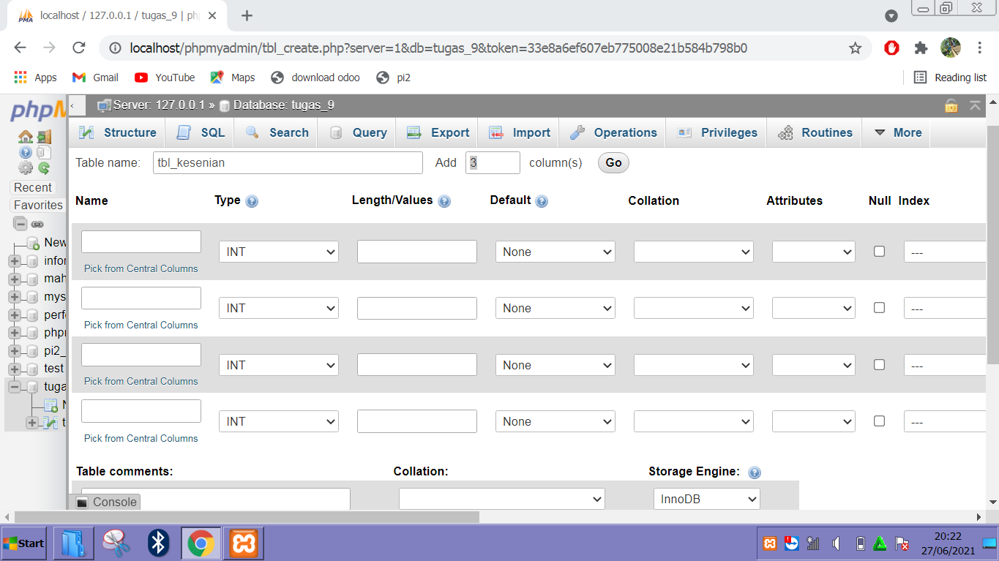 localhost / 127.0.0.1 / tugas_9 | ph
localhost/phpmyadmin/tbl_create.php?server=1&db=tugas_9&token=33e8a6ef607eb775008e21b584b798b0
Apps Gmail YouTube Maps download odoo pi2 Reading list
phpM
Server: 127.0.0.1 » Database: tugas_9
Structure SQL Search Query Export Import Operations Privileges Routines More
Table name: tbl_kesenian Add 3 column(s) Go
Recent
Favorites
New
infor
mah
mys
perf
phpr
pi2_
test
tuga
N
t
Name Type Length/Values Default Collation Attributes Null Index
INT None ---
Pick from Central Columns
INT None ---
Pick from Central Columns
INT None ---
Pick from Central Columns
INT None ---
Pick from Central Columns
Table comments: Collation: Storage Engine:
InnoDB
Console
Start
20:22
27/06/2021